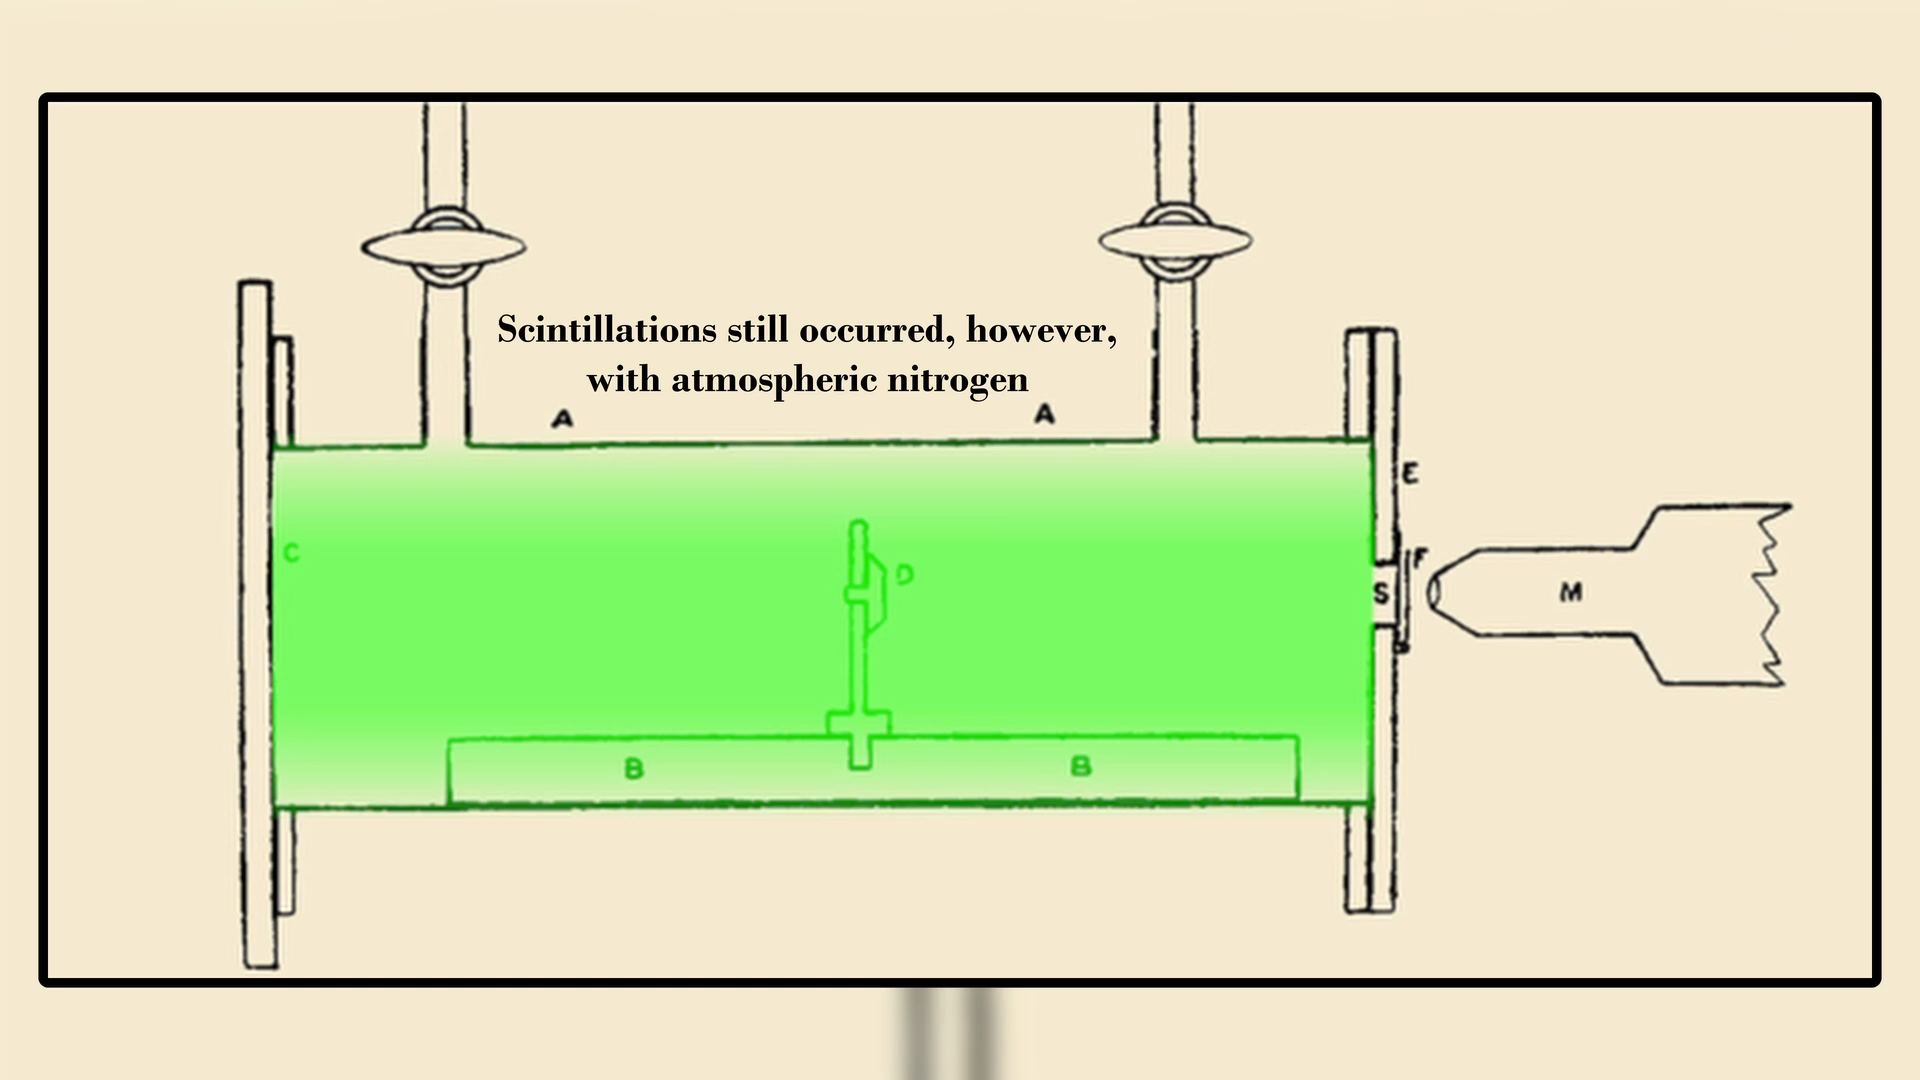 Scintillations still occurred, however,
with atmospheric nitrogen
A A
E
C
D
F
S
M
B B